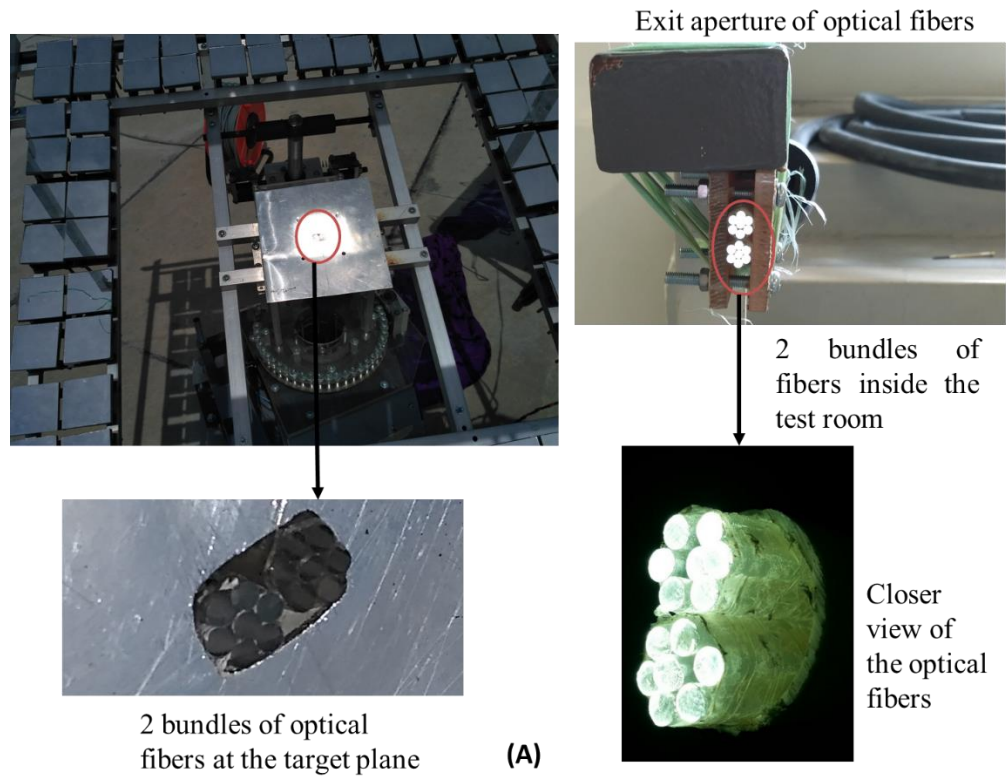 Exit aperture of optical fibers
2 bundles of
fibers inside the
test room
Closer
view of
the optical
fibers
2 bundles of optical
fibers at the target plane
(A)